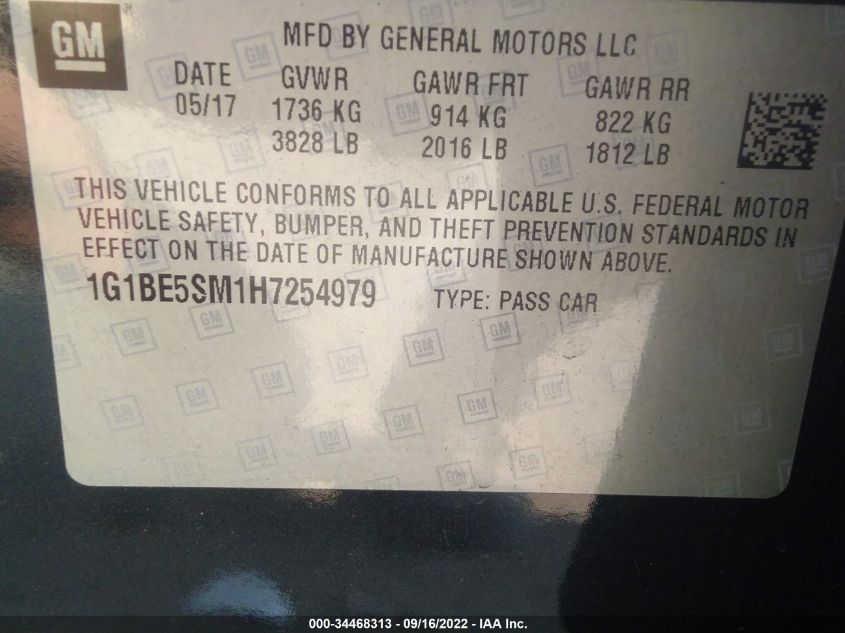 GM
MFD BY GENERAL MOTORS LLC
DATE GVWR GAWR FRT GAWR RR
05/17 1736 KG 914 KG 822 KG
3828 LB 2016 LB 1812 LB
THIS VEHICLE CONFORMS TO ALL APPLICABLE U.S. FEDERAL MOTOR
VEHICLE SAFETY, BUMPER, AND THEFT PREVENTION STANDARDS IN
EFFECT ON THE DATE OF MANUFACTURE SHOWN ABOVE.
1G1BE5SM1H7254979 TYPE: PASS CAR
000-34468313 - 09/16/2022 - IAA Inc.